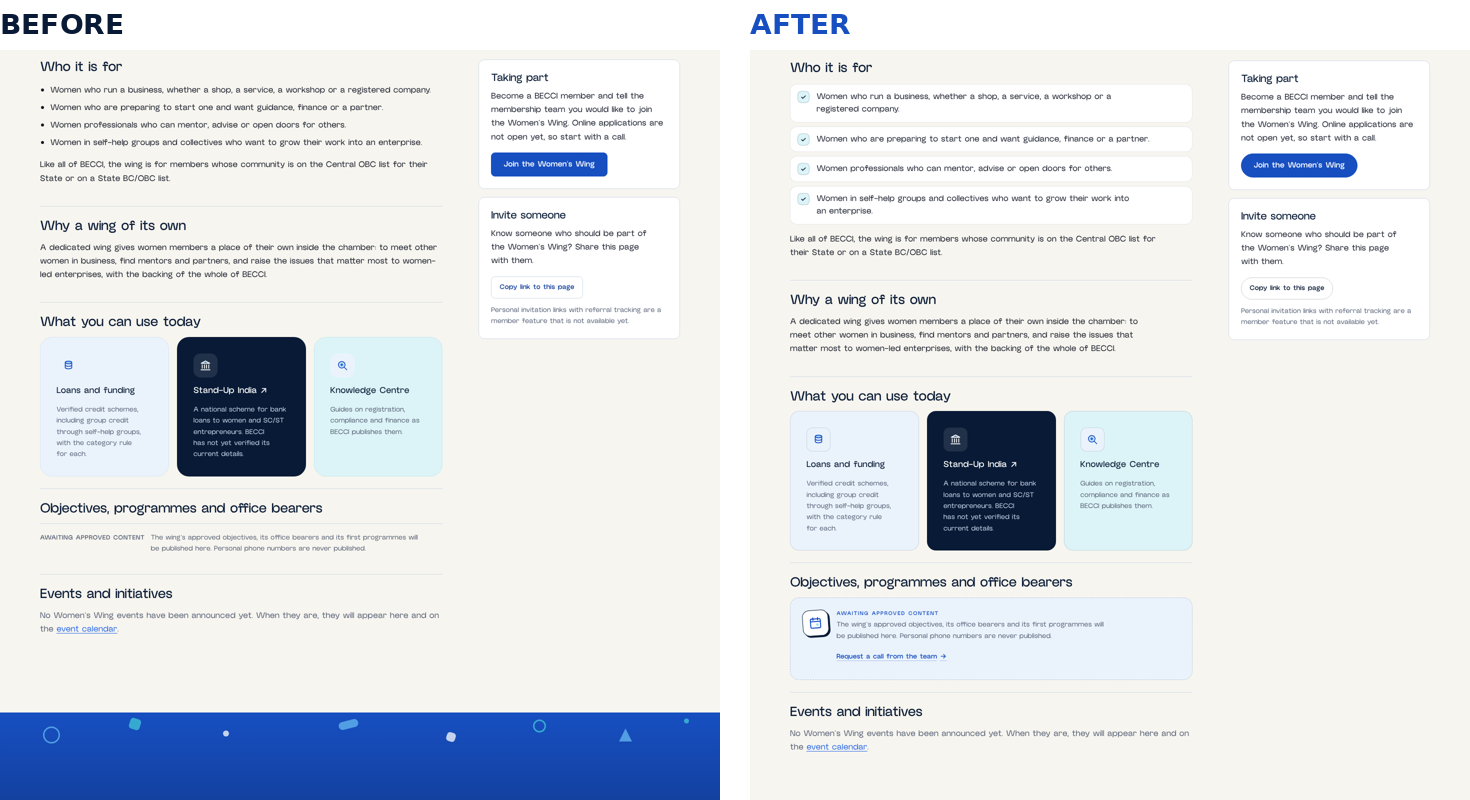 BEFORE
Who it is for
• Women who run a business, whether a shop, a service, a workshop or a registered company.
• Women who are preparing to start one and want guidance, finance or a partner.
• Women professionals who can mentor, advise or open doors for others.
• Women in self-help groups and collectives who want to grow their work into an enterprise.
Like all of BECCI, the wing is for members whose community is on the Central OBC list for their
State or on a State BC/OBC list.
Why a wing of its own
A dedicated wing gives women members a place of their own inside the chamber: to meet other
women in business, find mentors and partners, and raise the issues that matter most to women-
led enterprises, with the backing of the whole of BECCI.
What you can use today
Loans and funding
Verified credit schemes,
including group credit
through self-help groups,
with the category rule
for each.
Stand-Up India ↗
A national scheme for bank
loans to women and SC/ST
entrepreneurs. BECCI
has not yet verified its
current details.
Knowledge Centre
Guides on registration,
compliance and finance as
BECCI publishes them.
Objectives, programmes and office bearers
AWAITING APPROVED CONTENT
The wing's approved objectives, its office bearers and its first programmes will
be published here. Personal phone numbers are never published.
Events and initiatives
No Women's Wing events have been announced yet. When they are, they will appear here and on
the event calendar.
Taking part
Become a BECCI member and tell the
membership team you would like to join
the Women's Wing. Online applications are
not open yet, so start with a call.
Join the Women's Wing
Invite someone
Know someone who should be part of
the Women's Wing? Share this page
with them.
Copy link to this page
Personal invitation links with referral tracking are a
member feature that is not available yet.
AFTER
Who it is for
Women who run a business, whether a shop, a service, a workshop or a
registered company.
Women who are preparing to start one and want guidance, finance or a partner.
Women professionals who can mentor, advise or open doors for others.
Women in self-help groups and collectives who want to grow their work into
an enterprise.
Like all of BECCI, the wing is for members whose community is on the Central OBC list for
their State or on a State BC/OBC list.
Why a wing of its own
A dedicated wing gives women members a place of their own inside the chamber: to
meet other women in business, find mentors and partners, and raise the issues that
matter most to women-led enterprises, with the backing of the whole of BECCI.
What you can use today
Loans and funding
Verified credit schemes,
including group credit
through self-help groups,
with the category rule
for each.
Stand-Up India ↗
A national scheme for bank
loans to women and SC/ST
entrepreneurs. BECCI
has not yet verified its
current details.
Knowledge Centre
Guides on registration,
compliance and finance as
BECCI publishes them.
Objectives, programmes and office bearers
AWAITING APPROVED CONTENT
The wing's approved objectives, its office bearers and its first programmes will
be published here. Personal phone numbers are never published.
Request a call from the team →
Events and initiatives
No Women's Wing events have been announced yet. When they are, they will appear here and on
the event calendar.
Taking part
Become a BECCI member and tell the
membership team you would like to join
the Women's Wing. Online applications are
not open yet, so start with a call.
Join the Women's Wing
Invite someone
Know someone who should be part of
the Women's Wing? Share this page
with them.
Copy link to this page
Personal invitation links with referral tracking are a
member feature that is not available yet.